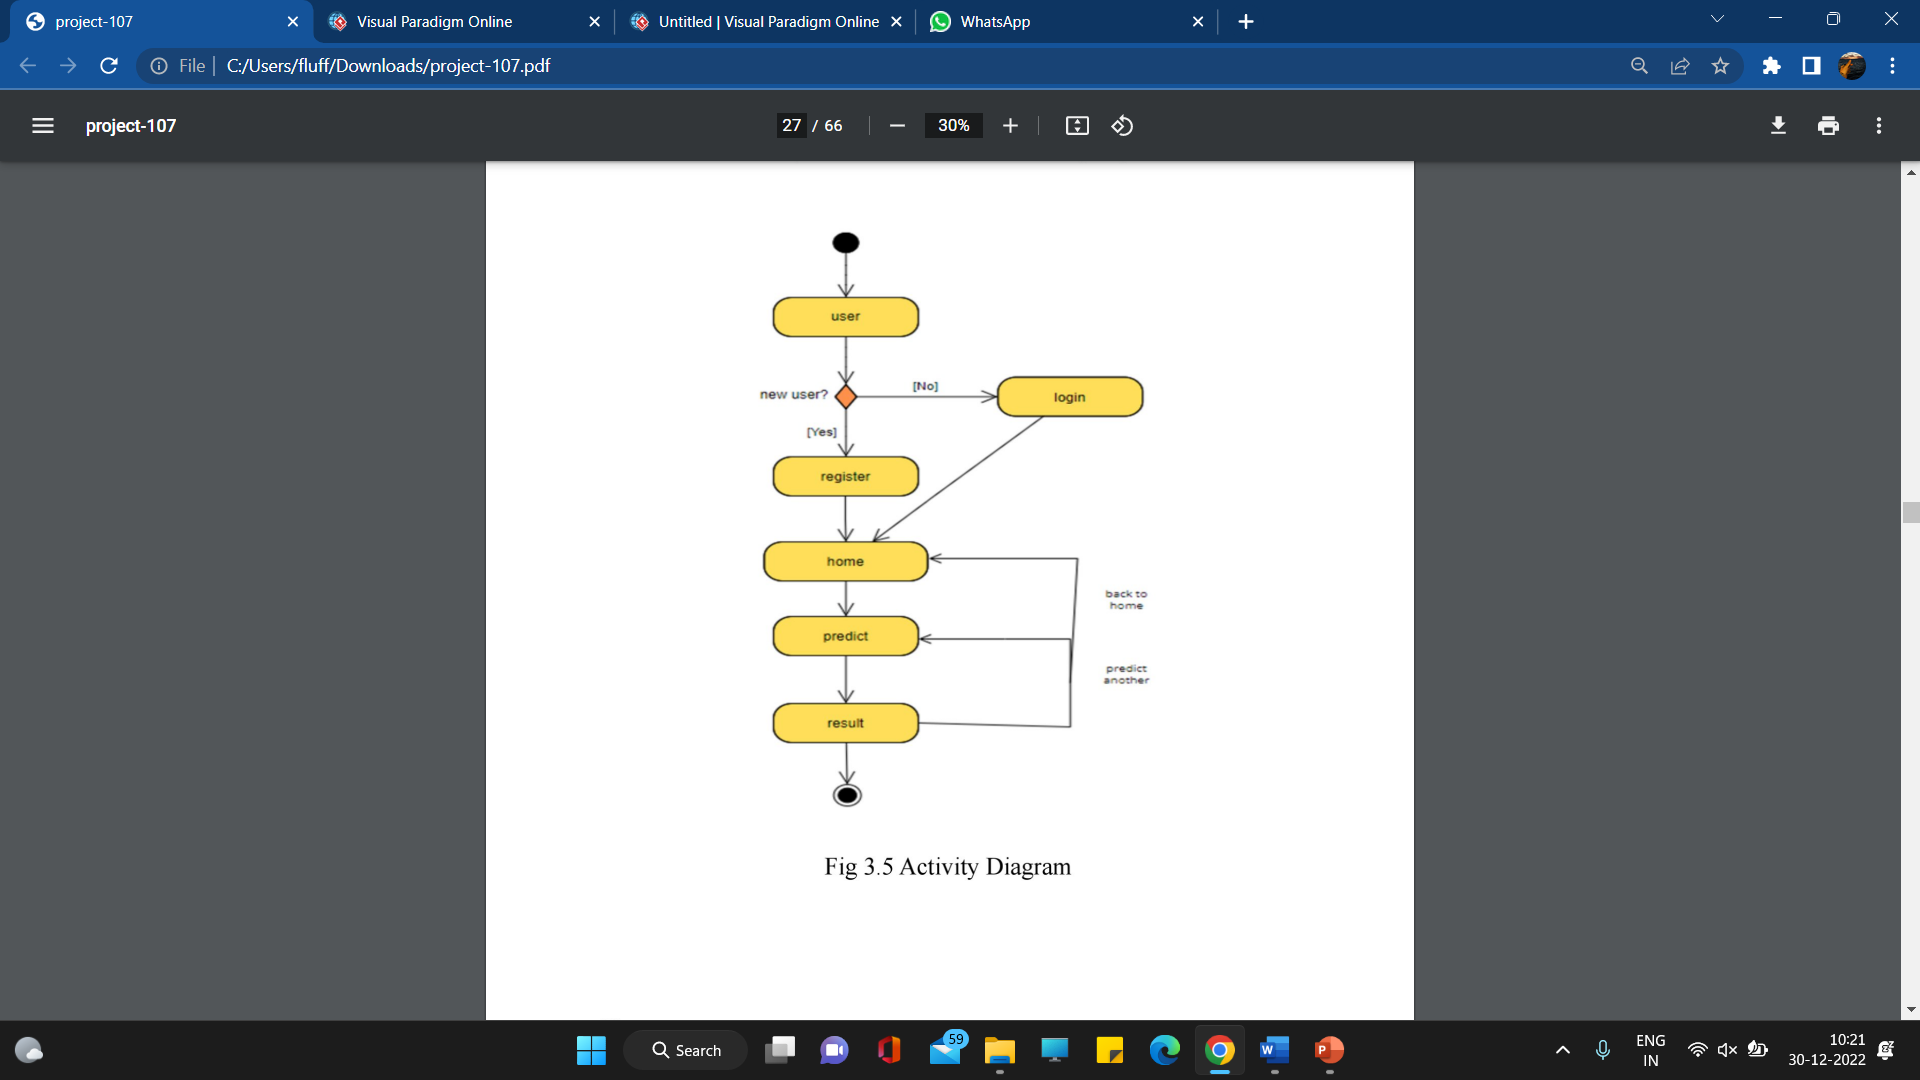 project-107
Visual Paradigm Online
Untitled | Visual Paradigm Online
WhatsApp
File
C:/Users/fluff/Downloads/project-107.pdf
project-107
27 / 66
30%
user
new user?
[No]
login
[Yes]
register
home
back to
home
predict
predict
another
result
Fig 3.5 Activity Diagram
Search
59
ENG
IN
10:21
30-12-2022